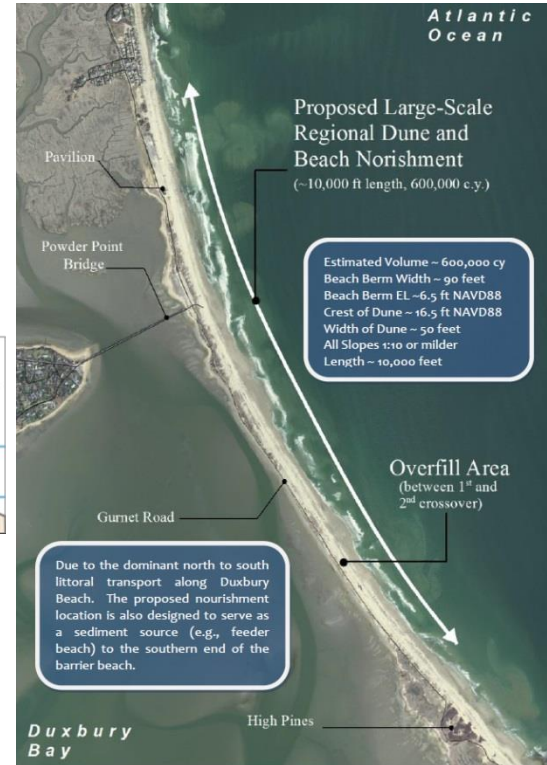 Atlantic
Ocean
Proposed Large-Scale
Regional Dune and
Beach Norishment
(~10,000 ft length, 600,000 c.y.)
Pavilion
Powder Point
Bridge
Estimated Volume ~ 600,000 cy
Beach Berm Width ~ 90 feet
Beach Berm EL ~6.5 ft NAVD88
Crest of Dune ~ 16.5 ft NAVD88
Width of Dune ~ 50 feet
All Slopes 1:10 or milder
Length ~ 10,000 feet
Overfill Area
(between 1st and
2nd crossover)
Gurnet Road
Due to the dominant north to south
littoral transport along Duxbury
Beach. The proposed nourishment
location is also designed to serve as
a sediment source (e.g., feeder
beach) to the southern end of the
barrier beach.
High Pines
Duxbury
Bay